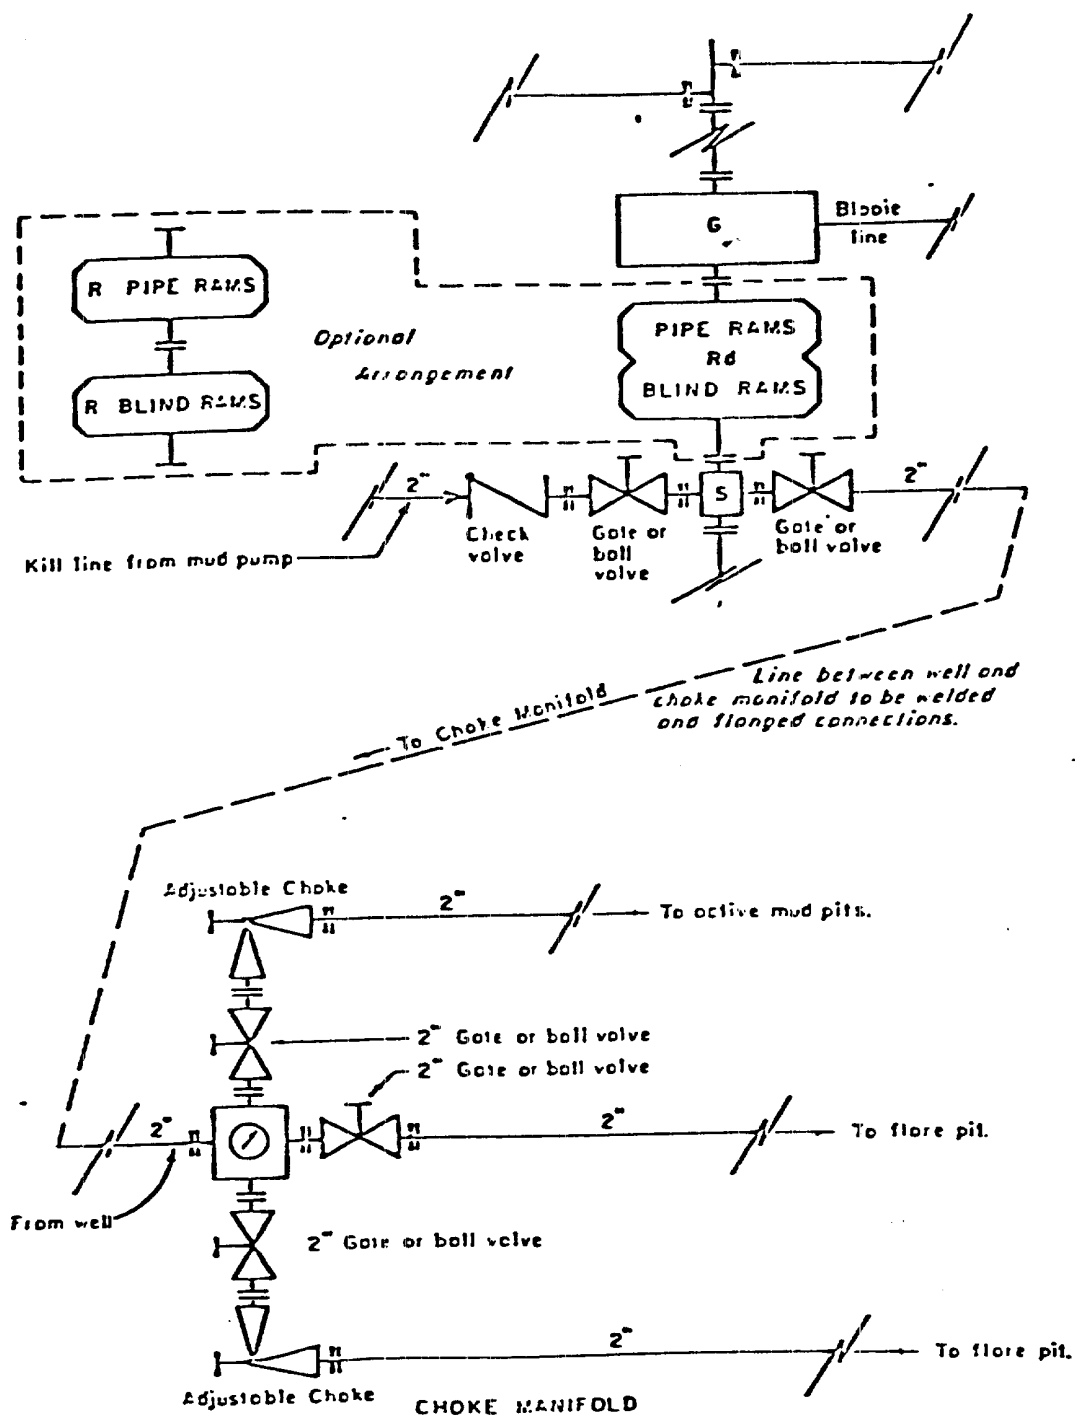 G
Blooie
line
R PIPE RAMS
R BLIND RAMS
Optional
Arrangement
PIPE RAMS
Rd
BLIND RAMS
2"
Check
valve
Gate or
ball
valve
S
Gate or
ball valve
2"
Kill line from mud pump
Line between well and
choke manifold to be welded
and flanged connections.
To Choke Manifold
Adjustable Choke
2"
To active mud pits.
2" Gate or ball valve
2" Gate or ball valve
2"
2"
To flare pit.
From well
2" Gate or ball valve
2"
To flare pit.
Adjustable Choke
CHOKE MANIFOLD